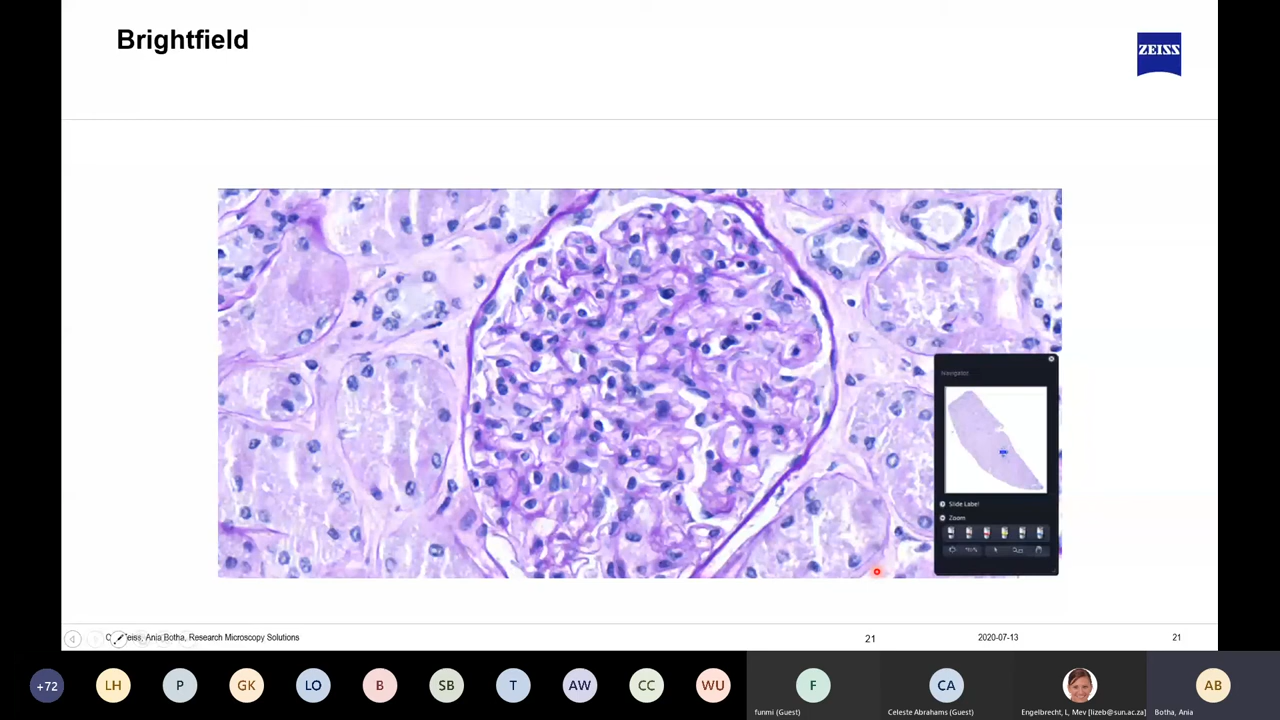 Brightfield
ZEISS
Navigator
Slide Label
Zoom
Zeiss, Ania Botha, Research Microscopy Solutions
21
2020-07-13
21
+72
LH
P
GK
LO
B
SB
T
AW
CC
WU
F
CA
AB
funmi (Guest)
Celeste Abrahams (Guest)
Engelbrecht, L, Mev [lizeb@sun.ac.za]
Botha, Ania